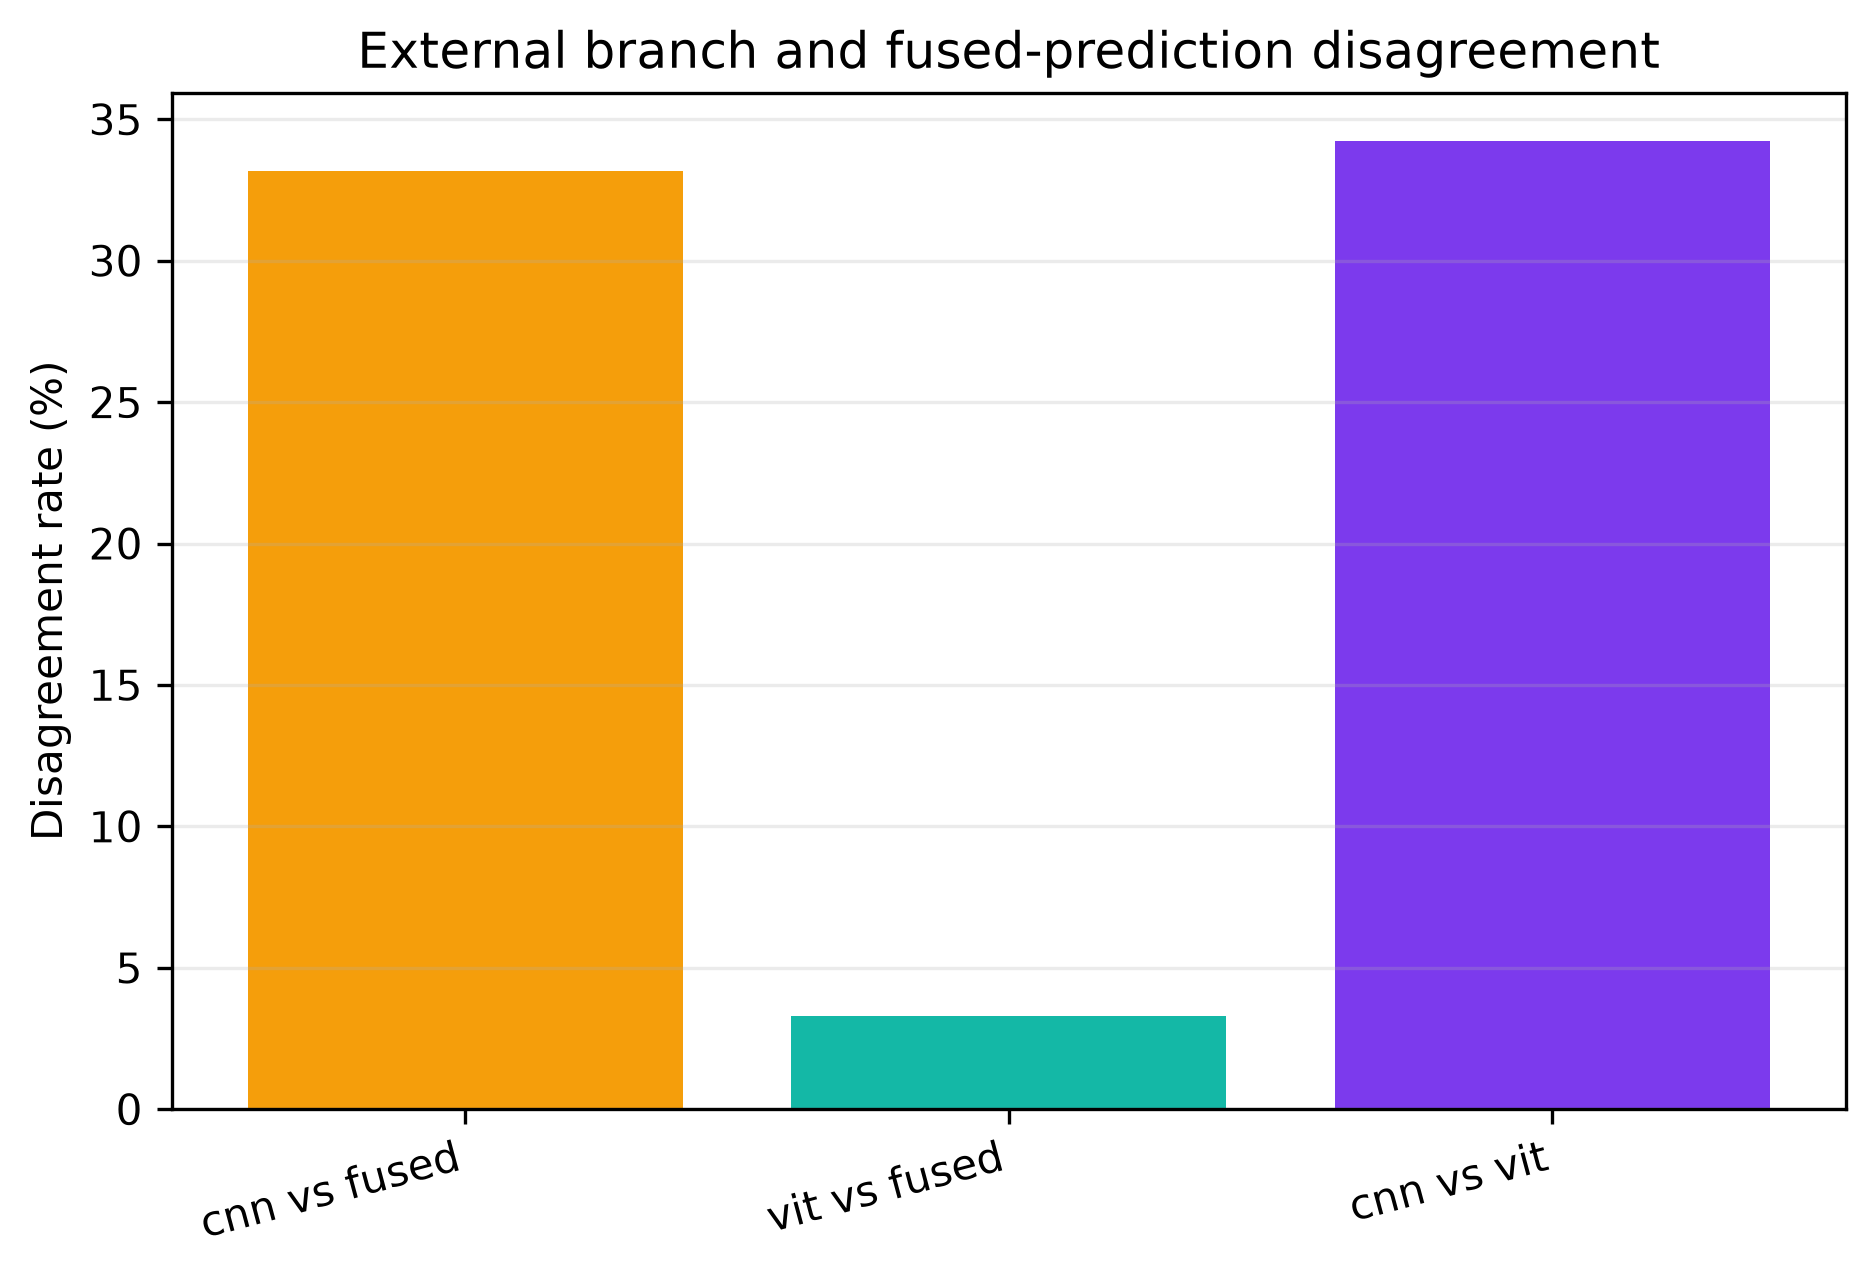 External branch and fused-prediction disagreement
Disagreement rate (%)
35
30
25
20
15
10
5
0
cnn vs fused
vit vs fused
cnn vs vit